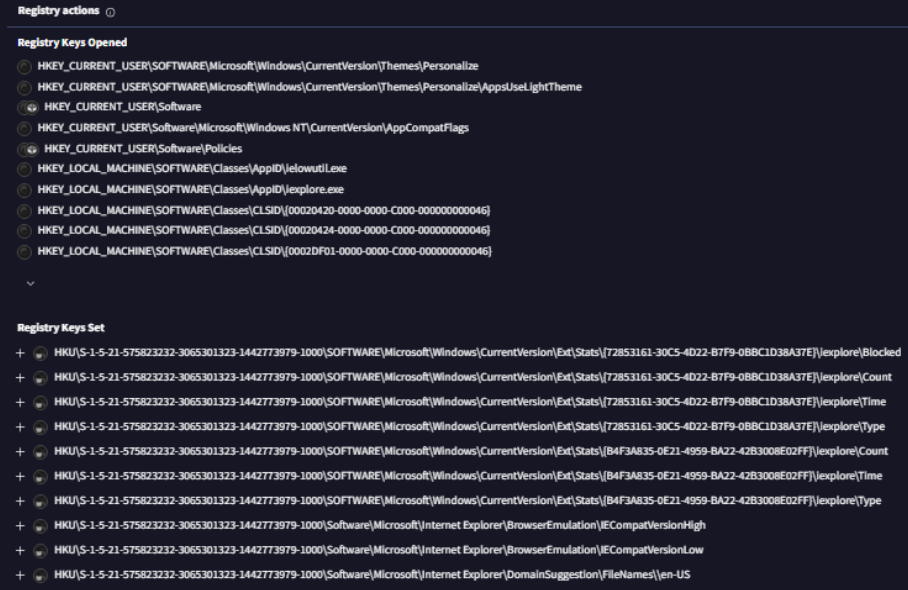 Registry actions
Registry Keys Opened
HKEY_CURRENT_USER\SOFTWARE\Microsoft\Windows\CurrentVersion\Themes\Personalize
HKEY_CURRENT_USER\SOFTWARE\Microsoft\Windows\CurrentVersion\Themes\Personalize\AppsUseLightTheme
HKEY_CURRENT_USER\Software
HKEY_CURRENT_USER\Software\Microsoft\Windows NT\CurrentVersion\AppCompatFlags
HKEY_CURRENT_USER\Software\Policies
HKEY_LOCAL_MACHINE\SOFTWARE\Classes\AppID\ielowutil.exe
HKEY_LOCAL_MACHINE\SOFTWARE\Classes\AppID\iexplore.exe
HKEY_LOCAL_MACHINE\SOFTWARE\Classes\CLSID\{00020420-0000-0000-C000-000000000046}
HKEY_LOCAL_MACHINE\SOFTWARE\Classes\CLSID\{00020424-0000-0000-C000-000000000046}
HKEY_LOCAL_MACHINE\SOFTWARE\Classes\CLSID\{0002DF01-0000-0000-C000-000000000046}
Registry Keys Set
+ HKU\S-1-5-21-575823232-3065301323-1442773979-1000\SOFTWARE\Microsoft\Windows\CurrentVersion\Ext\Stats\{72853161-30C5-4D22-B7F9-0BBC1D38A37E}\iexplore\Blocked
+ HKU\S-1-5-21-575823232-3065301323-1442773979-1000\SOFTWARE\Microsoft\Windows\CurrentVersion\Ext\Stats\{72853161-30C5-4D22-B7F9-0BBC1D38A37E}\iexplore\Count
+ HKU\S-1-5-21-575823232-3065301323-1442773979-1000\SOFTWARE\Microsoft\Windows\CurrentVersion\Ext\Stats\{72853161-30C5-4D22-B7F9-0BBC1D38A37E}\iexplore\Time
+ HKU\S-1-5-21-575823232-3065301323-1442773979-1000\SOFTWARE\Microsoft\Windows\CurrentVersion\Ext\Stats\{72853161-30C5-4D22-B7F9-0BBC1D38A37E}\iexplore\Type
+ HKU\S-1-5-21-575823232-3065301323-1442773979-1000\SOFTWARE\Microsoft\Windows\CurrentVersion\Ext\Stats\{B4F3A835-0E21-4959-BA22-42B3008E02FF}\iexplore\Count
+ HKU\S-1-5-21-575823232-3065301323-1442773979-1000\SOFTWARE\Microsoft\Windows\CurrentVersion\Ext\Stats\{B4F3A835-0E21-4959-BA22-42B3008E02FF}\iexplore\Time
+ HKU\S-1-5-21-575823232-3065301323-1442773979-1000\SOFTWARE\Microsoft\Windows\CurrentVersion\Ext\Stats\{B4F3A835-0E21-4959-BA22-42B3008E02FF}\iexplore\Type
+ HKU\S-1-5-21-575823232-3065301323-1442773979-1000\Software\Microsoft\Internet Explorer\BrowserEmulation\IECompatVersionHigh
+ HKU\S-1-5-21-575823232-3065301323-1442773979-1000\Software\Microsoft\Internet Explorer\BrowserEmulation\IECompatVersionLow
+ HKU\S-1-5-21-575823232-3065301323-1442773979-1000\Software\Microsoft\Internet Explorer\DomainSuggestion\FileNames\\en-US